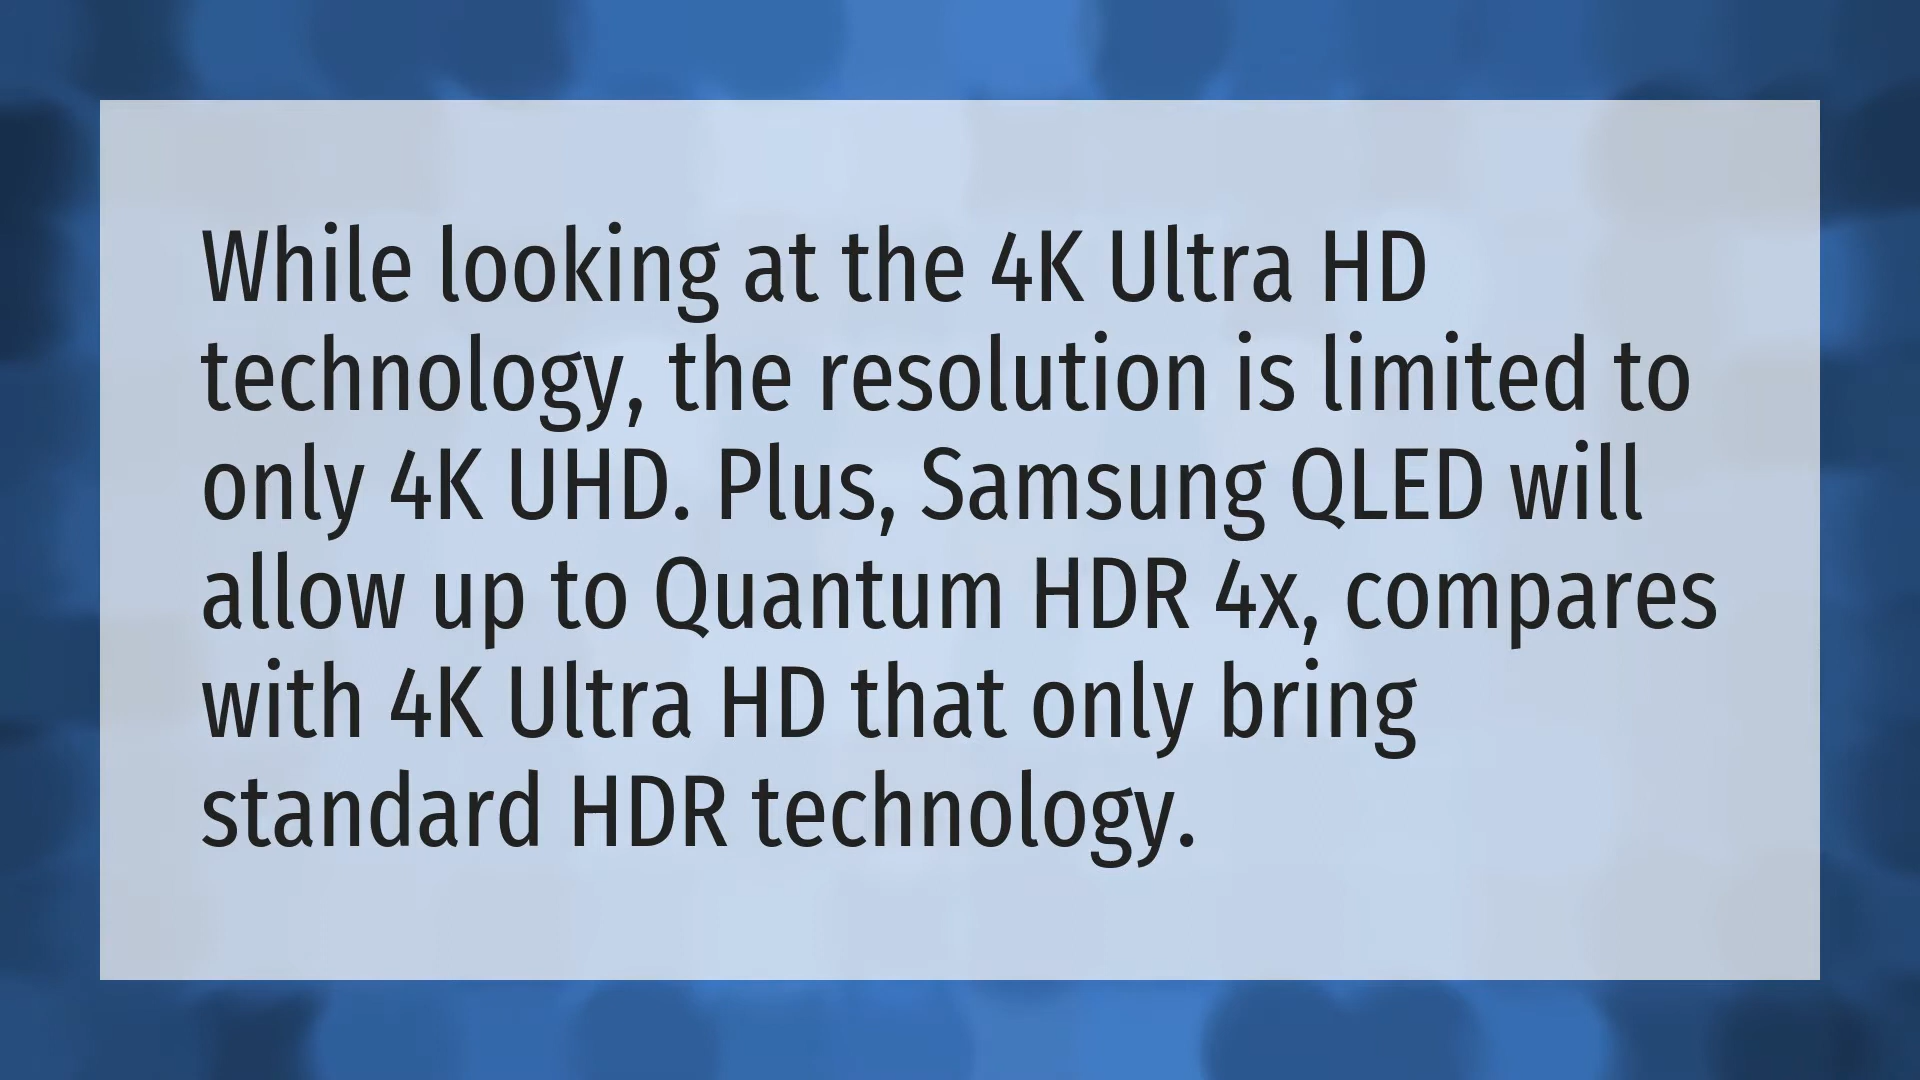 While looking at the 4K Ultra HD
technology, the resolution is limited to
only 4K UHD. Plus, Samsung QLED will
allow up to Quantum HDR 4x, compares
with 4K Ultra HD that only bring
standard HDR technology.